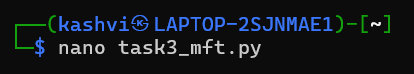 ┌──(kashvi㉿LAPTOP-2SJNMAE1)-[~]
└─$ nano task3_mft.py